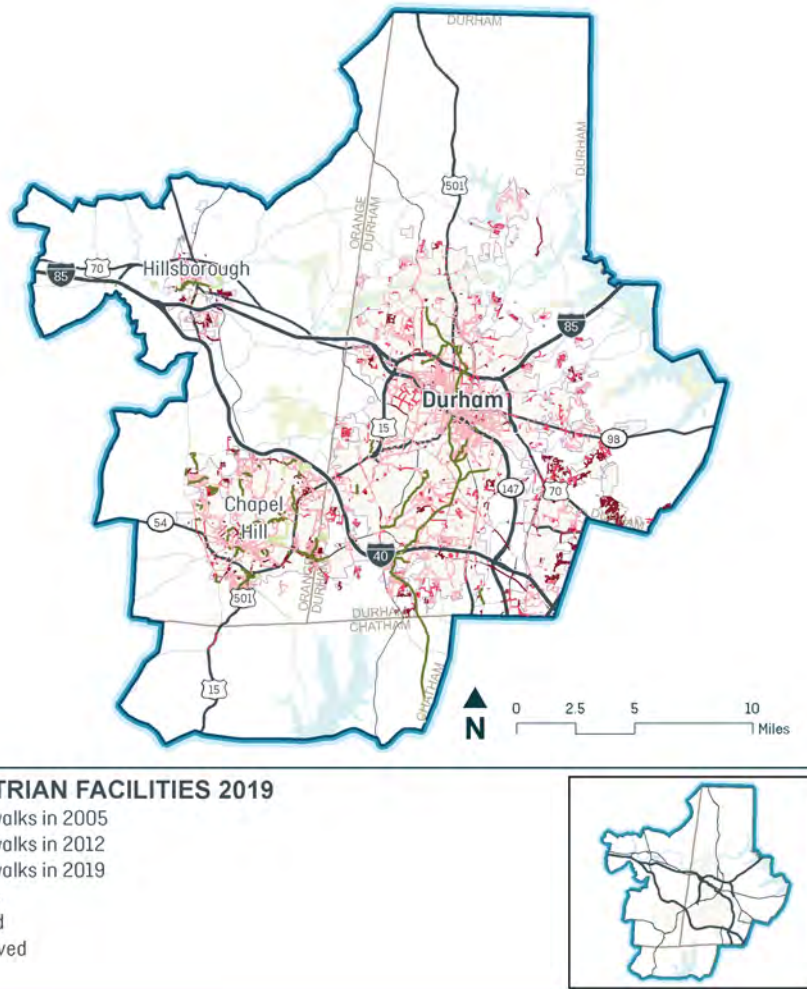 DURHAM
DURHAM
501
ORANGE
DURHAM
70
85
Hillsborough
85
Durham
15
98
Chapel
Hill
147
70
DURHAM
54
40
ORANGE
DURHAM
501
DURHAM
CHATHAM
15
CHATHAM
N
0 2.5 5 10
Miles
TRIAN FACILITIES 2019
valks in 2005
valks in 2012
valks in 2019
d
ved